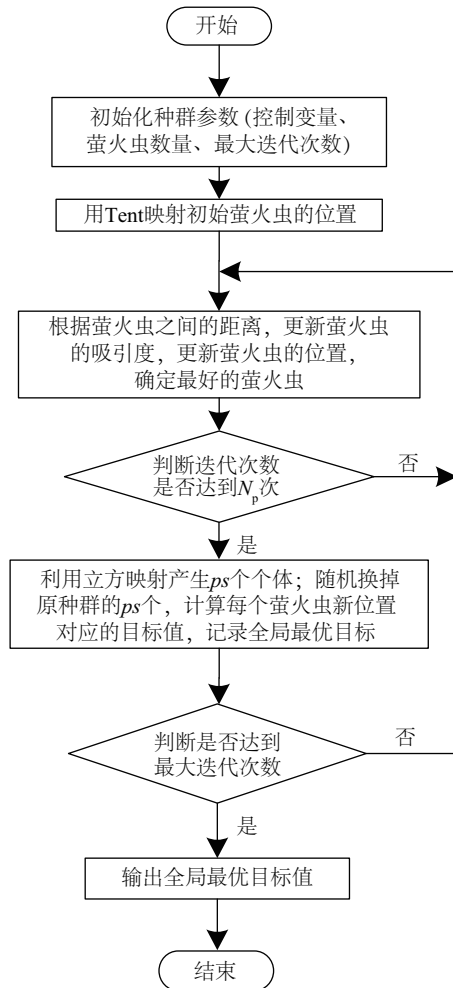 开始
初始化种群参数(控制变量、
萤火虫数量、最大迭代次数)
用Tent映射初始萤火虫的位置
根据萤火虫之间的距离，更新萤火虫
的吸引度，更新萤火虫的位置，
确定最好的萤火虫
判断迭代次数
是否达到Np次
否
是
利用立方映射产生ps个个体；随机换掉
原种群的ps个，计算每个萤火虫新位置
对应的目标值，记录全局最优目标
判断是否达到
最大迭代次数
否
是
输出全局最优目标值
结束